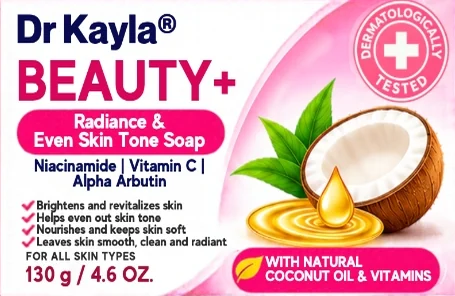 Dr Kayla®
BEAUTY+
Radiance &
Even Skin Tone Soap
Niacinamide | Vitamin C |
Alpha Arbutin
Brightens and revitalizes skin
Helps even out skin tone
Nourishes and keeps skin soft
Leaves skin smooth, clean and radiant
FOR ALL SKIN TYPES
130 g / 4.6 OZ.
DERMATOLOGICALLY
TESTED
WITH NATURAL
COCONUT OIL & VITAMINS